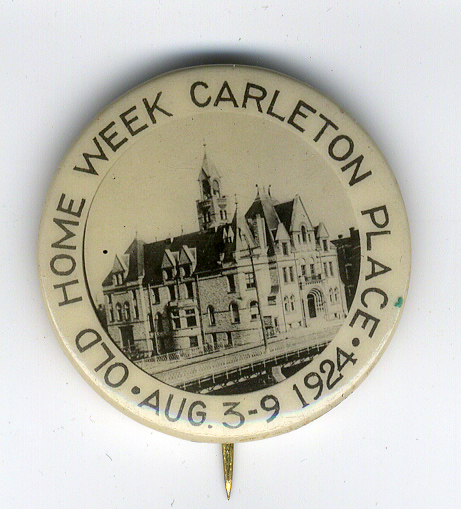 OLD HOME WEEK CARLETON PLACE.
· AUG. 3-9 1924 ·